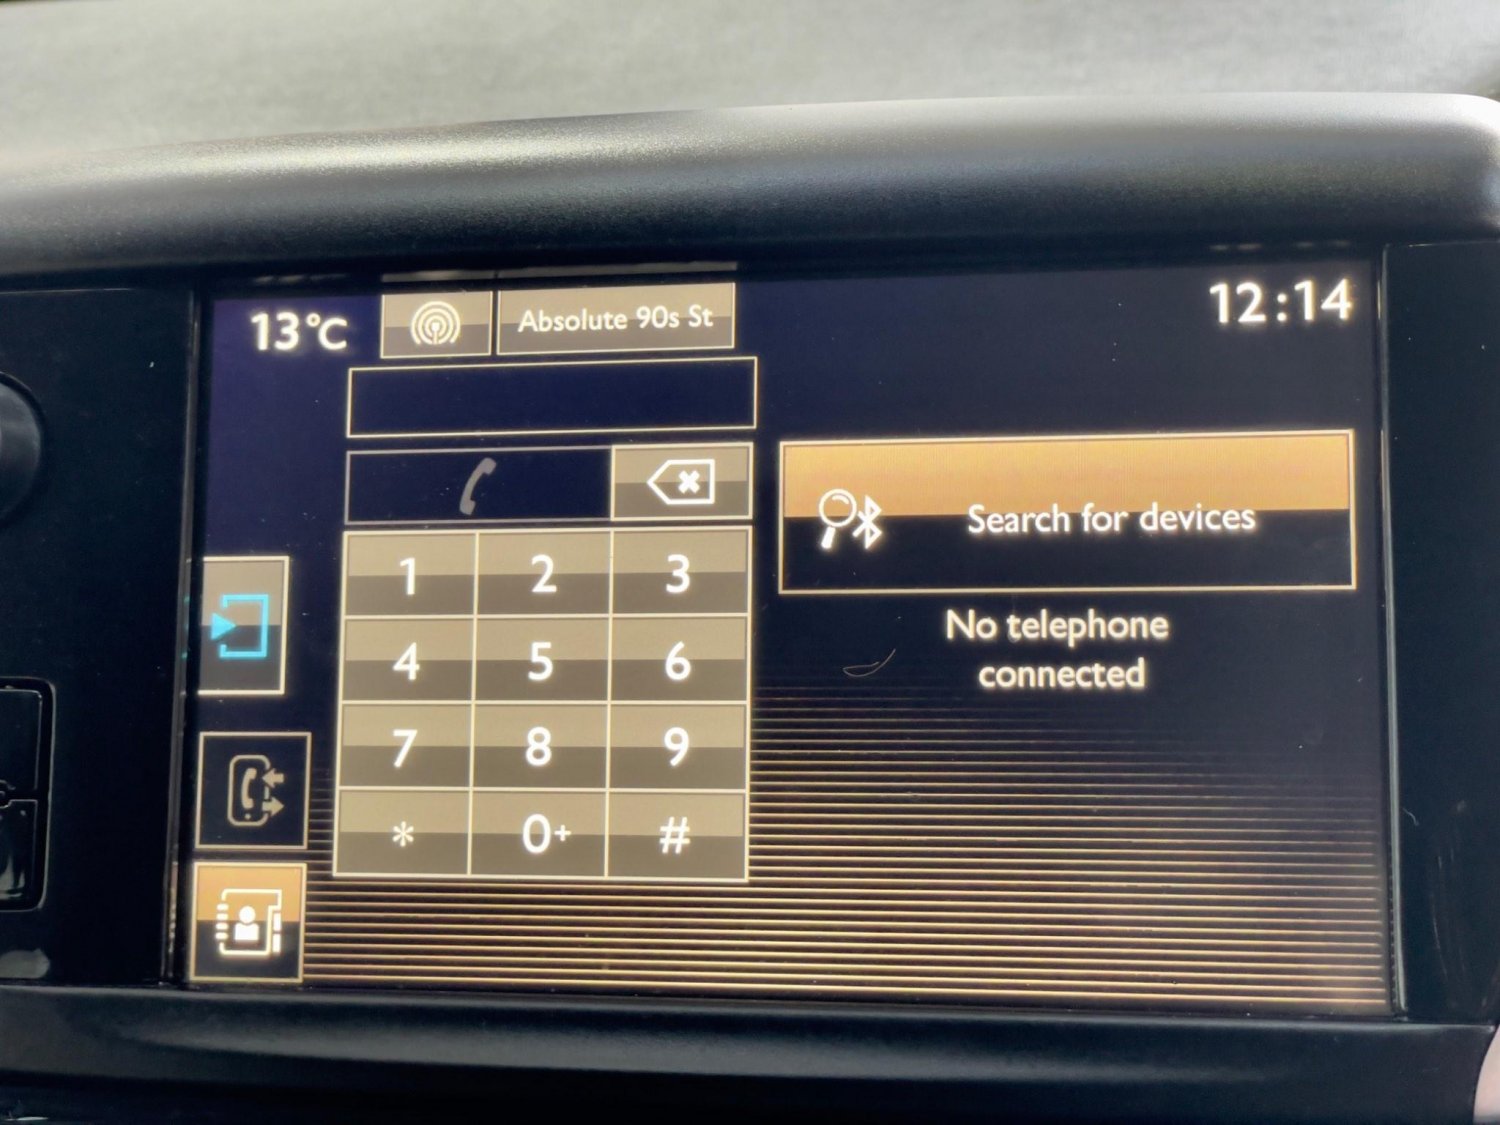 13°C
Absolute 90s St
12:14
Search for devices
No telephone
connected
1 2 3
4 5 6
7 8 9
* 0+ #